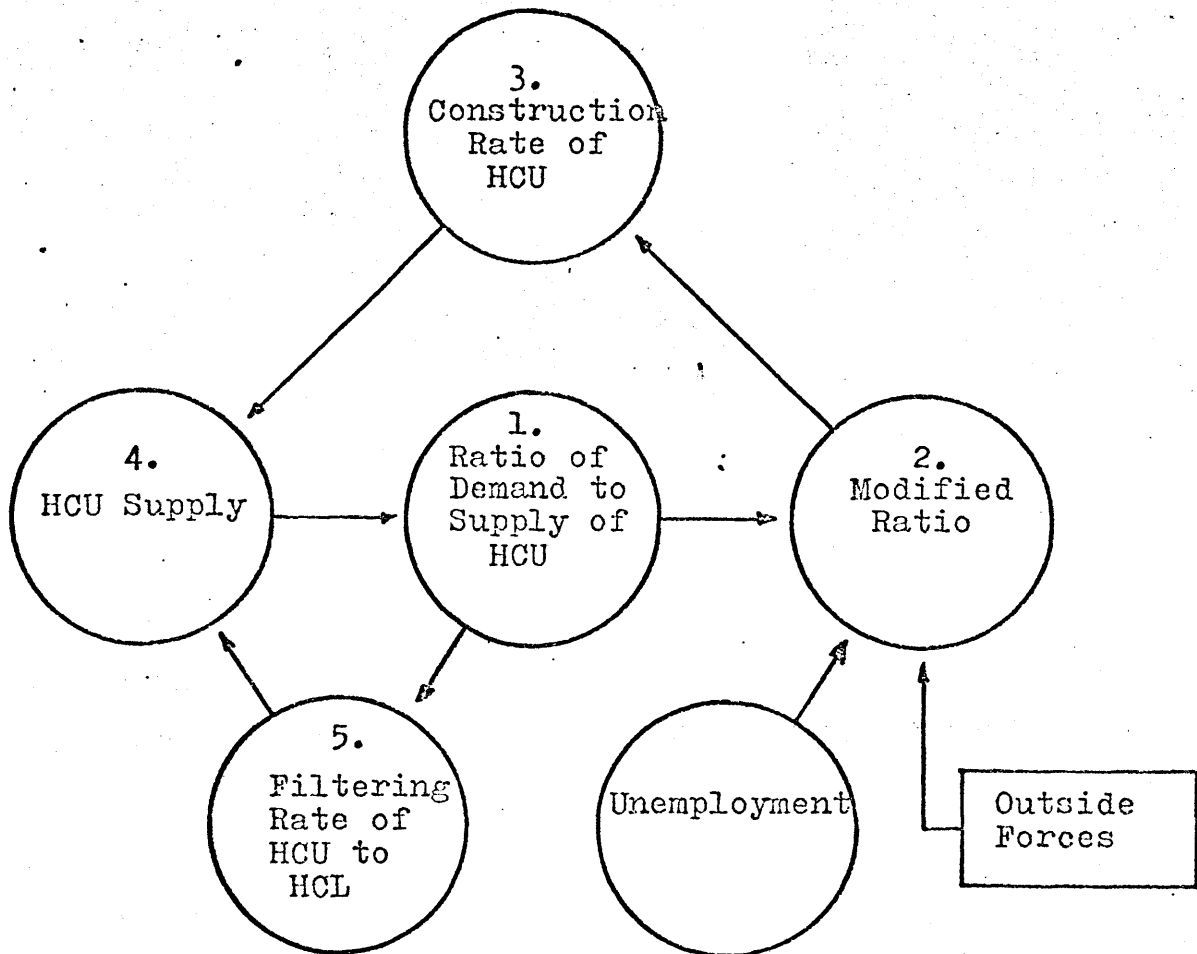 3.
Construction
Rate of
HCU
4.
HCU Supply
1.
Ratio of
Demand to
Supply of
HCU
2.
Modified
Ratio
5.
Filtering
Rate of
HCU to
HCL
Unemployment
Outside
Forces